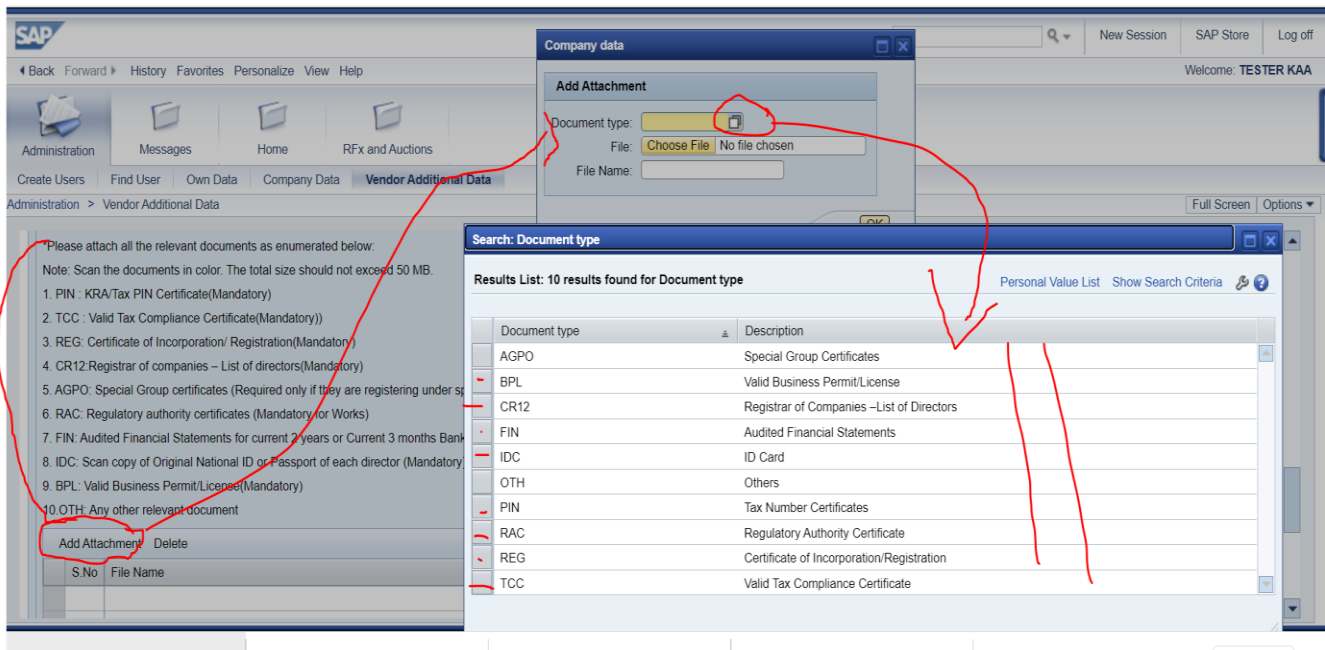 SAP
New Session SAP Store Log off
Back Forward History Favorites Personalize View Help
Welcome: TESTER KAA
Administration Messages Home RFx and Auctions
Create Users Find User Own Data Company Data Vendor Additional Data
Administration > Vendor Additional Data
Full Screen Options
Company data
Add Attachment
Document type:
File: Choose File No file chosen
File Name:
OK
*Please attach all the relevant documents as enumerated below:
Note: Scan the documents in color. The total size should not exceed 50 MB.
1. PIN : KRA/Tax PIN Certificate(Mandatory)
2. TCC : Valid Tax Compliance Certificate(Mandatory))
3. REG: Certificate of Incorporation/ Registration(Mandatory)
4. CR12:Registrar of companies – List of directors(Mandatory)
5. AGPO: Special Group certificates (Required only if they are registering under
6. RAC: Regulatory authority certificates (Mandatory for Works)
7. FIN: Audited Financial Statements for current 2 years or Current 3 months Bank
8. IDC: Scan copy of Original National ID or Passport of each director (Mandatory
9. BPL: Valid Business Permit/License(Mandatory)
10.OTH: Any other relevant document
Add Attachment Delete
S.No File Name
Search: Document type
Results List: 10 results found for Document type
Personal Value List Show Search Criteria
Document type Description
AGPO Special Group Certificates
BPL Valid Business Permit/License
CR12 Registrar of Companies –List of Directors
FIN Audited Financial Statements
IDC ID Card
OTH Others
PIN Tax Number Certificates
RAC Regulatory Authority Certificate
REG Certificate of Incorporation/Registration
TCC Valid Tax Compliance Certificate